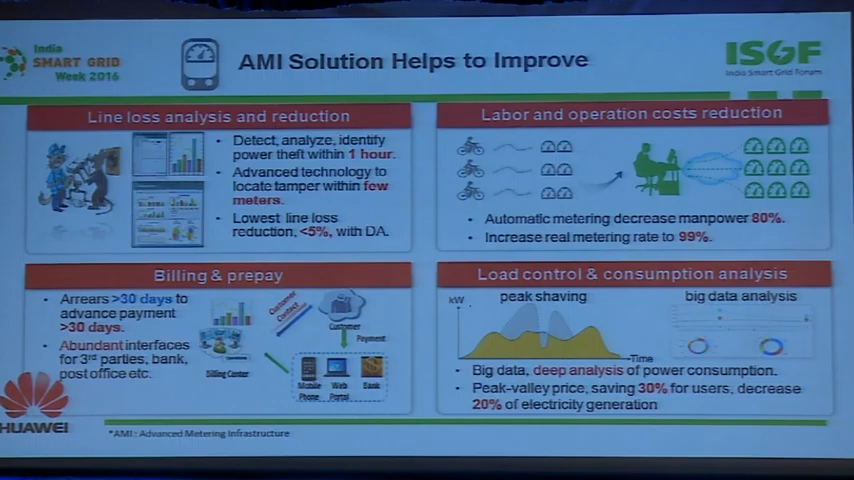 India
SMART GRID
Week 2016
AMI Solution Helps to Improve
ISGF
India Smart Grid Forum
Line loss analysis and reduction
• Detect, analyze, identify
power theft within 1 hour.
• Advanced technology to
locate tamper within few
meters.
• Lowest line loss
reduction, <5%, with DA.
Labor and operation costs reduction
• Automatic metering decrease manpower 80%.
• Increase real metering rate to 99%.
Billing & prepay
• Arrears >30 days to
advance payment
>30 days.
• Abundant interfaces
for 3rd parties, bank,
post office etc.
Customer
Contact
Customer
Payment
Billing Center
Mobile
Phone
Web
Portal
Bank
Load control & consumption analysis
kW
peak shaving
Time
big data analysis
• Big data, deep analysis of power consumption.
• Peak-valley price, saving 30% for users, decrease
20% of electricity generation
HUAWEI
*AMI : Advanced Metering Infrastructure